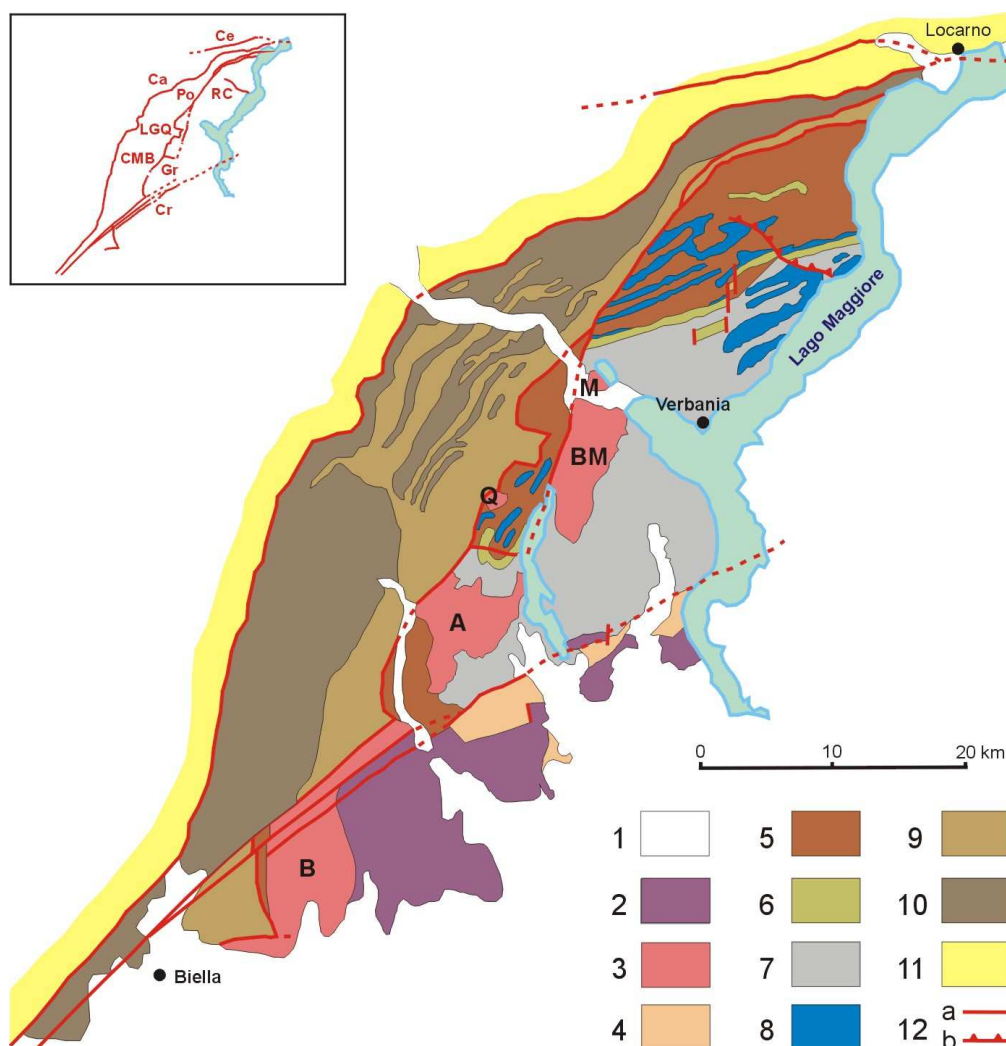 Ce
Locarno
Ca
Po
RC
LGQ
CMB
Gr
Cr
Lago Maggiore
M
Verbania
BM
Q
A
0 10 20 km
B
1 5 9
2 6 10
Biella
3 7 11
4 8 12 a
b